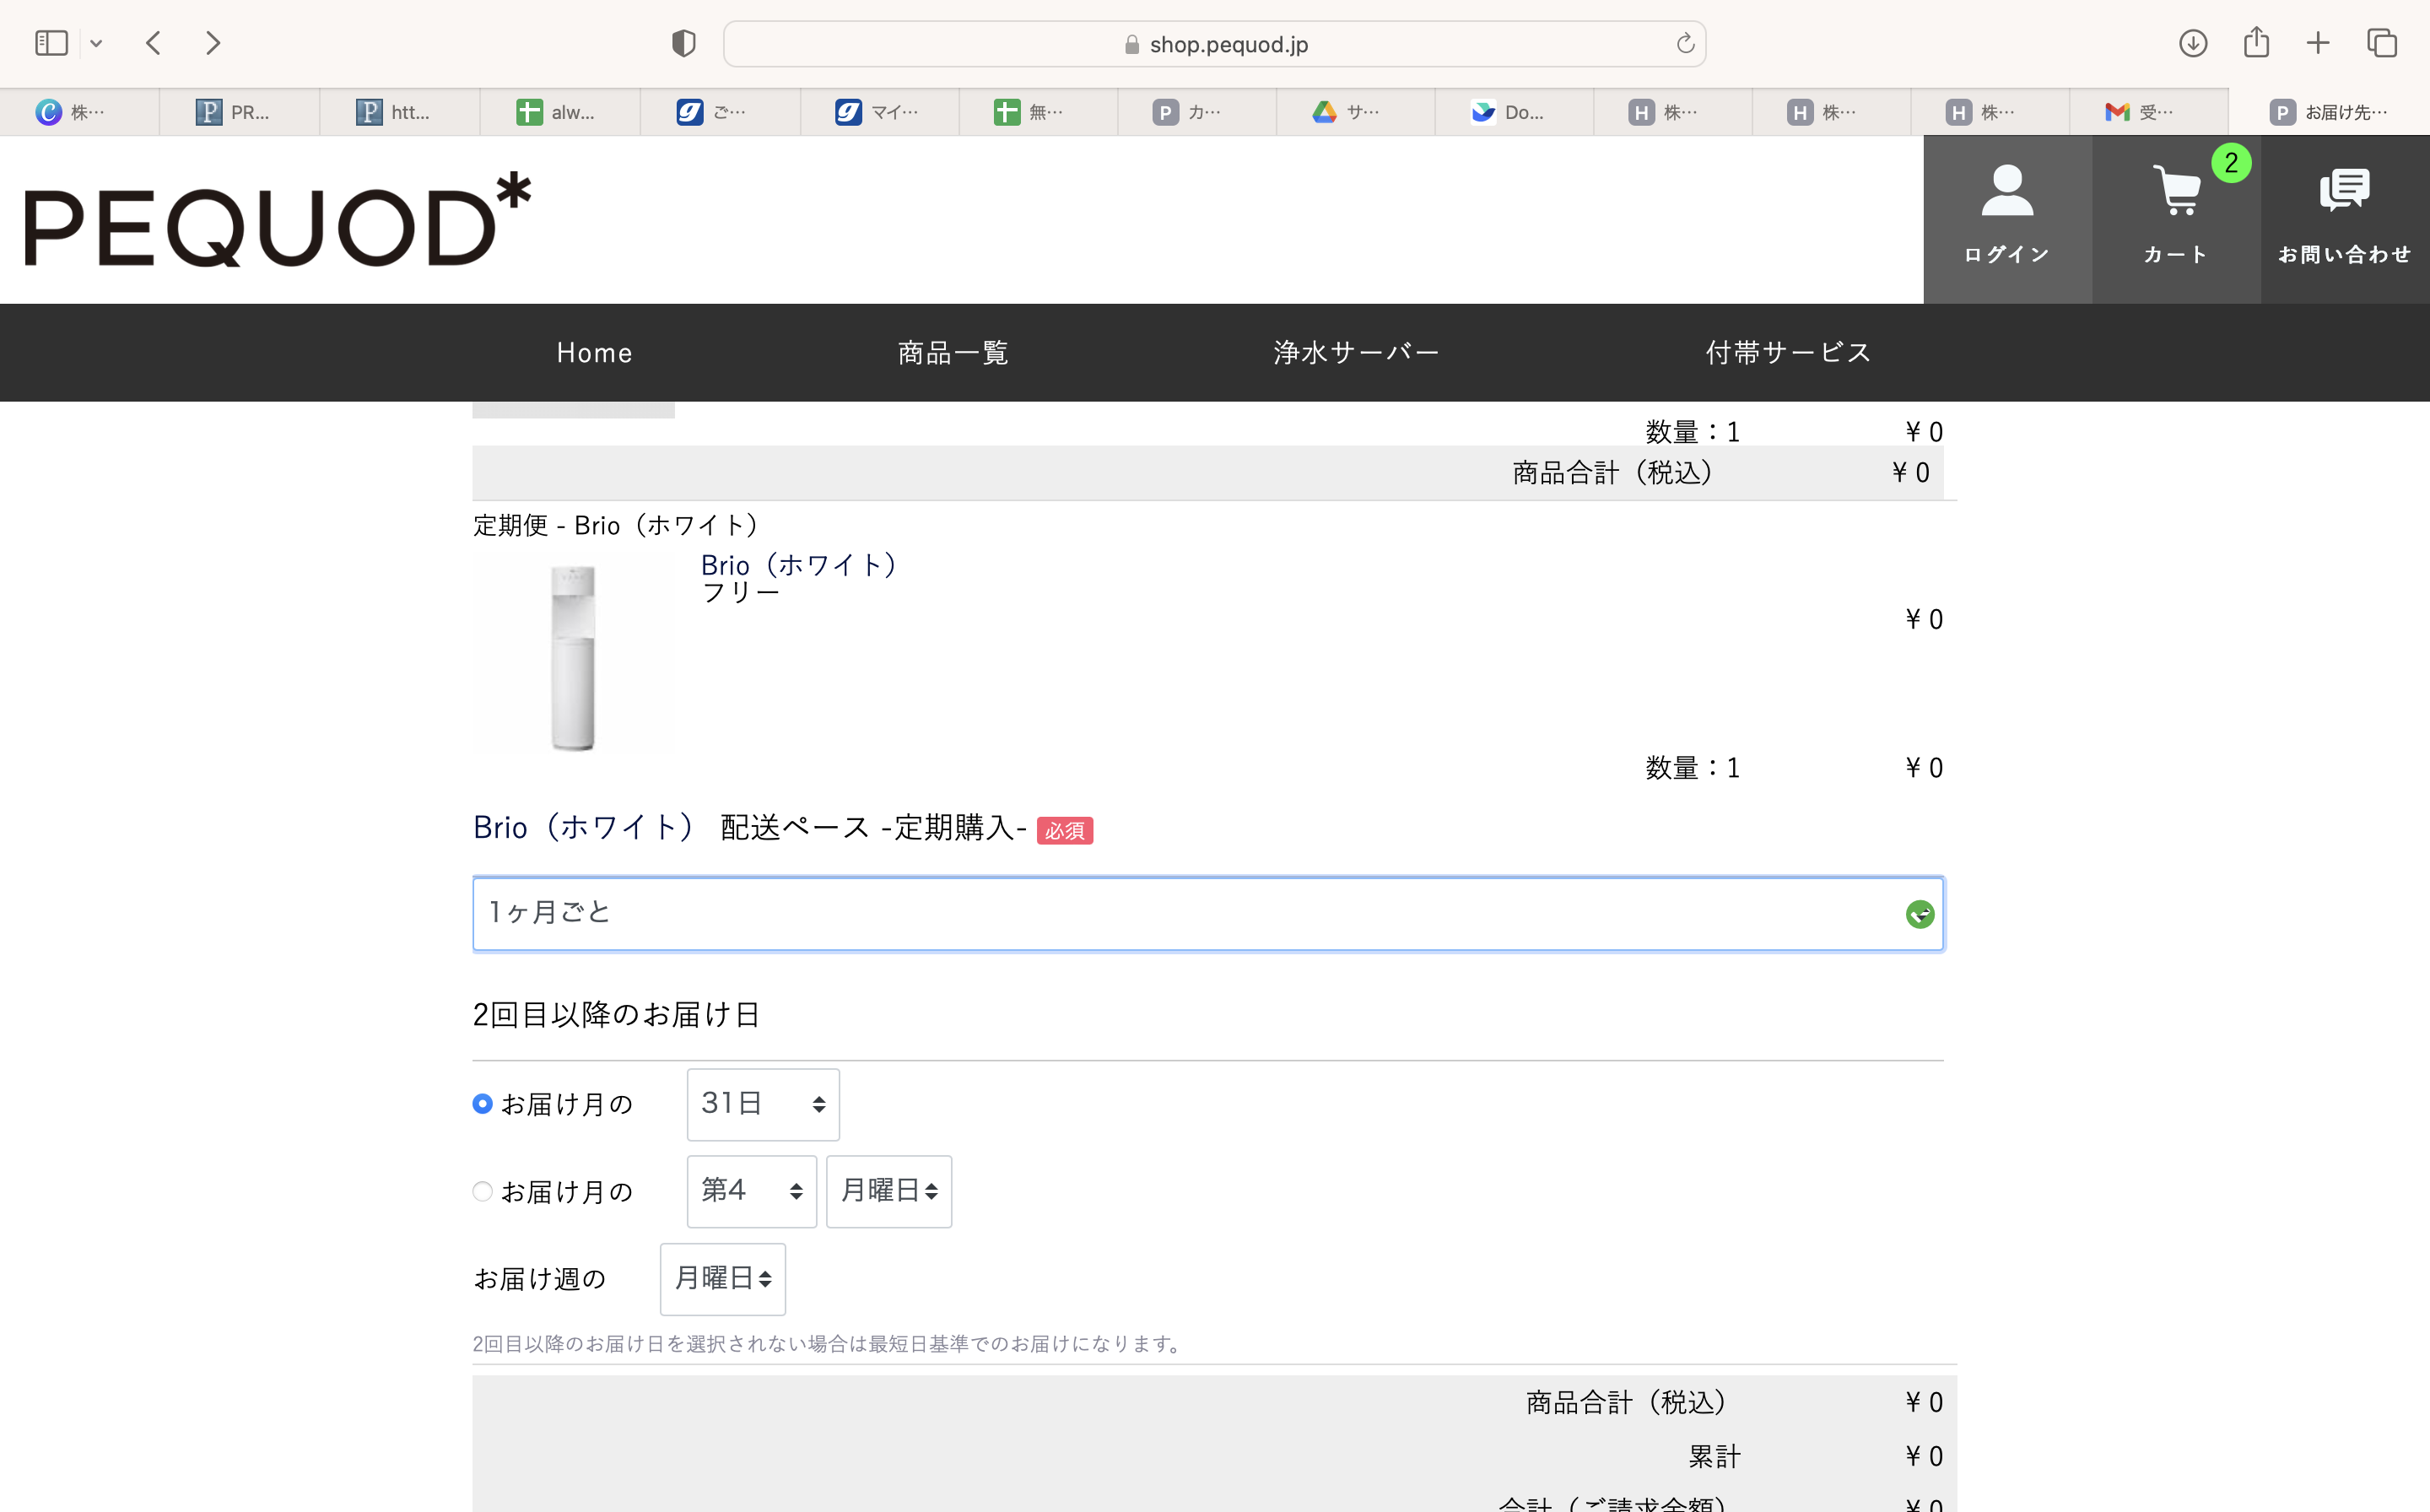 shop.pequod.jp
株…
PR...
htt...
alw...
ご…
マイ…
無…
カ…
サ…
Do...
株…
株…
株…
受…
お届け先…
PEQUOD*
ログイン
2
カート
お問い合わせ
Home
商品一覧
浄水サーバー
付帯サービス
数量：1 ¥ 0
商品合計（税込） ¥ 0
定期便 - Brio（ホワイト）
Brio（ホワイト）
フリー
¥ 0
数量：1 ¥ 0
Brio（ホワイト） 配送ペース -定期購入- 必須
1ヶ月ごと
2回目以降のお届け日
お届け月の 31日
お届け月の 第4 月曜日
お届け週の 月曜日
2回目以降のお届け日を選択されない場合は最短日基準でのお届けになります。
商品合計（税込） ¥ 0
累計 ¥ 0
合計（ご請求金額） ¥ 0